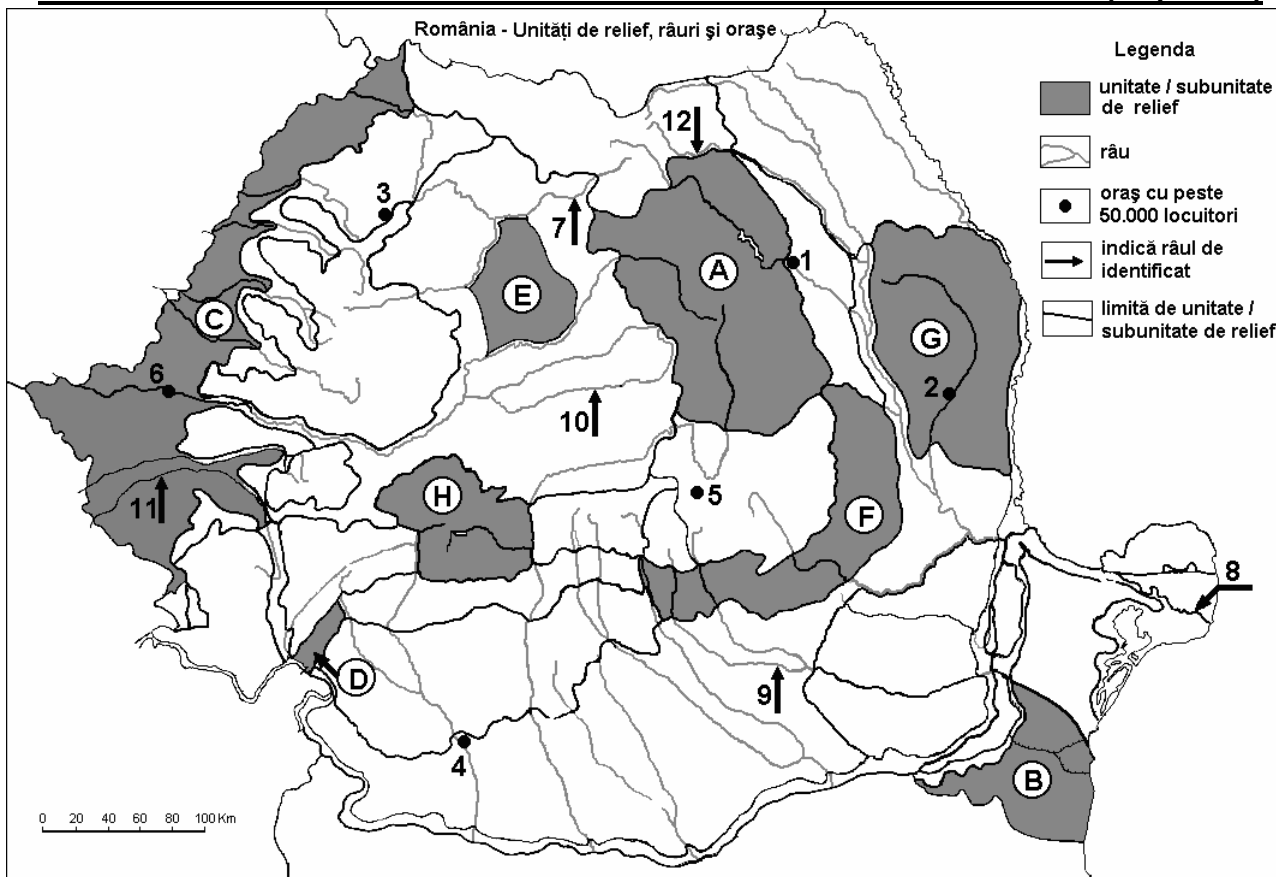 România - Unități de relief, râuri și orașe
Legenda
unitate / subunitate
de relief
râu
oraș cu peste
50.000 locuitori
indică râul de
identificat
limită de unitate /
subunitate de relief
12
3
7
A
1
E
C
G
6
2
10
H
5
F
11
8
D
9
4
B
0 20 40 60 80 100 Km